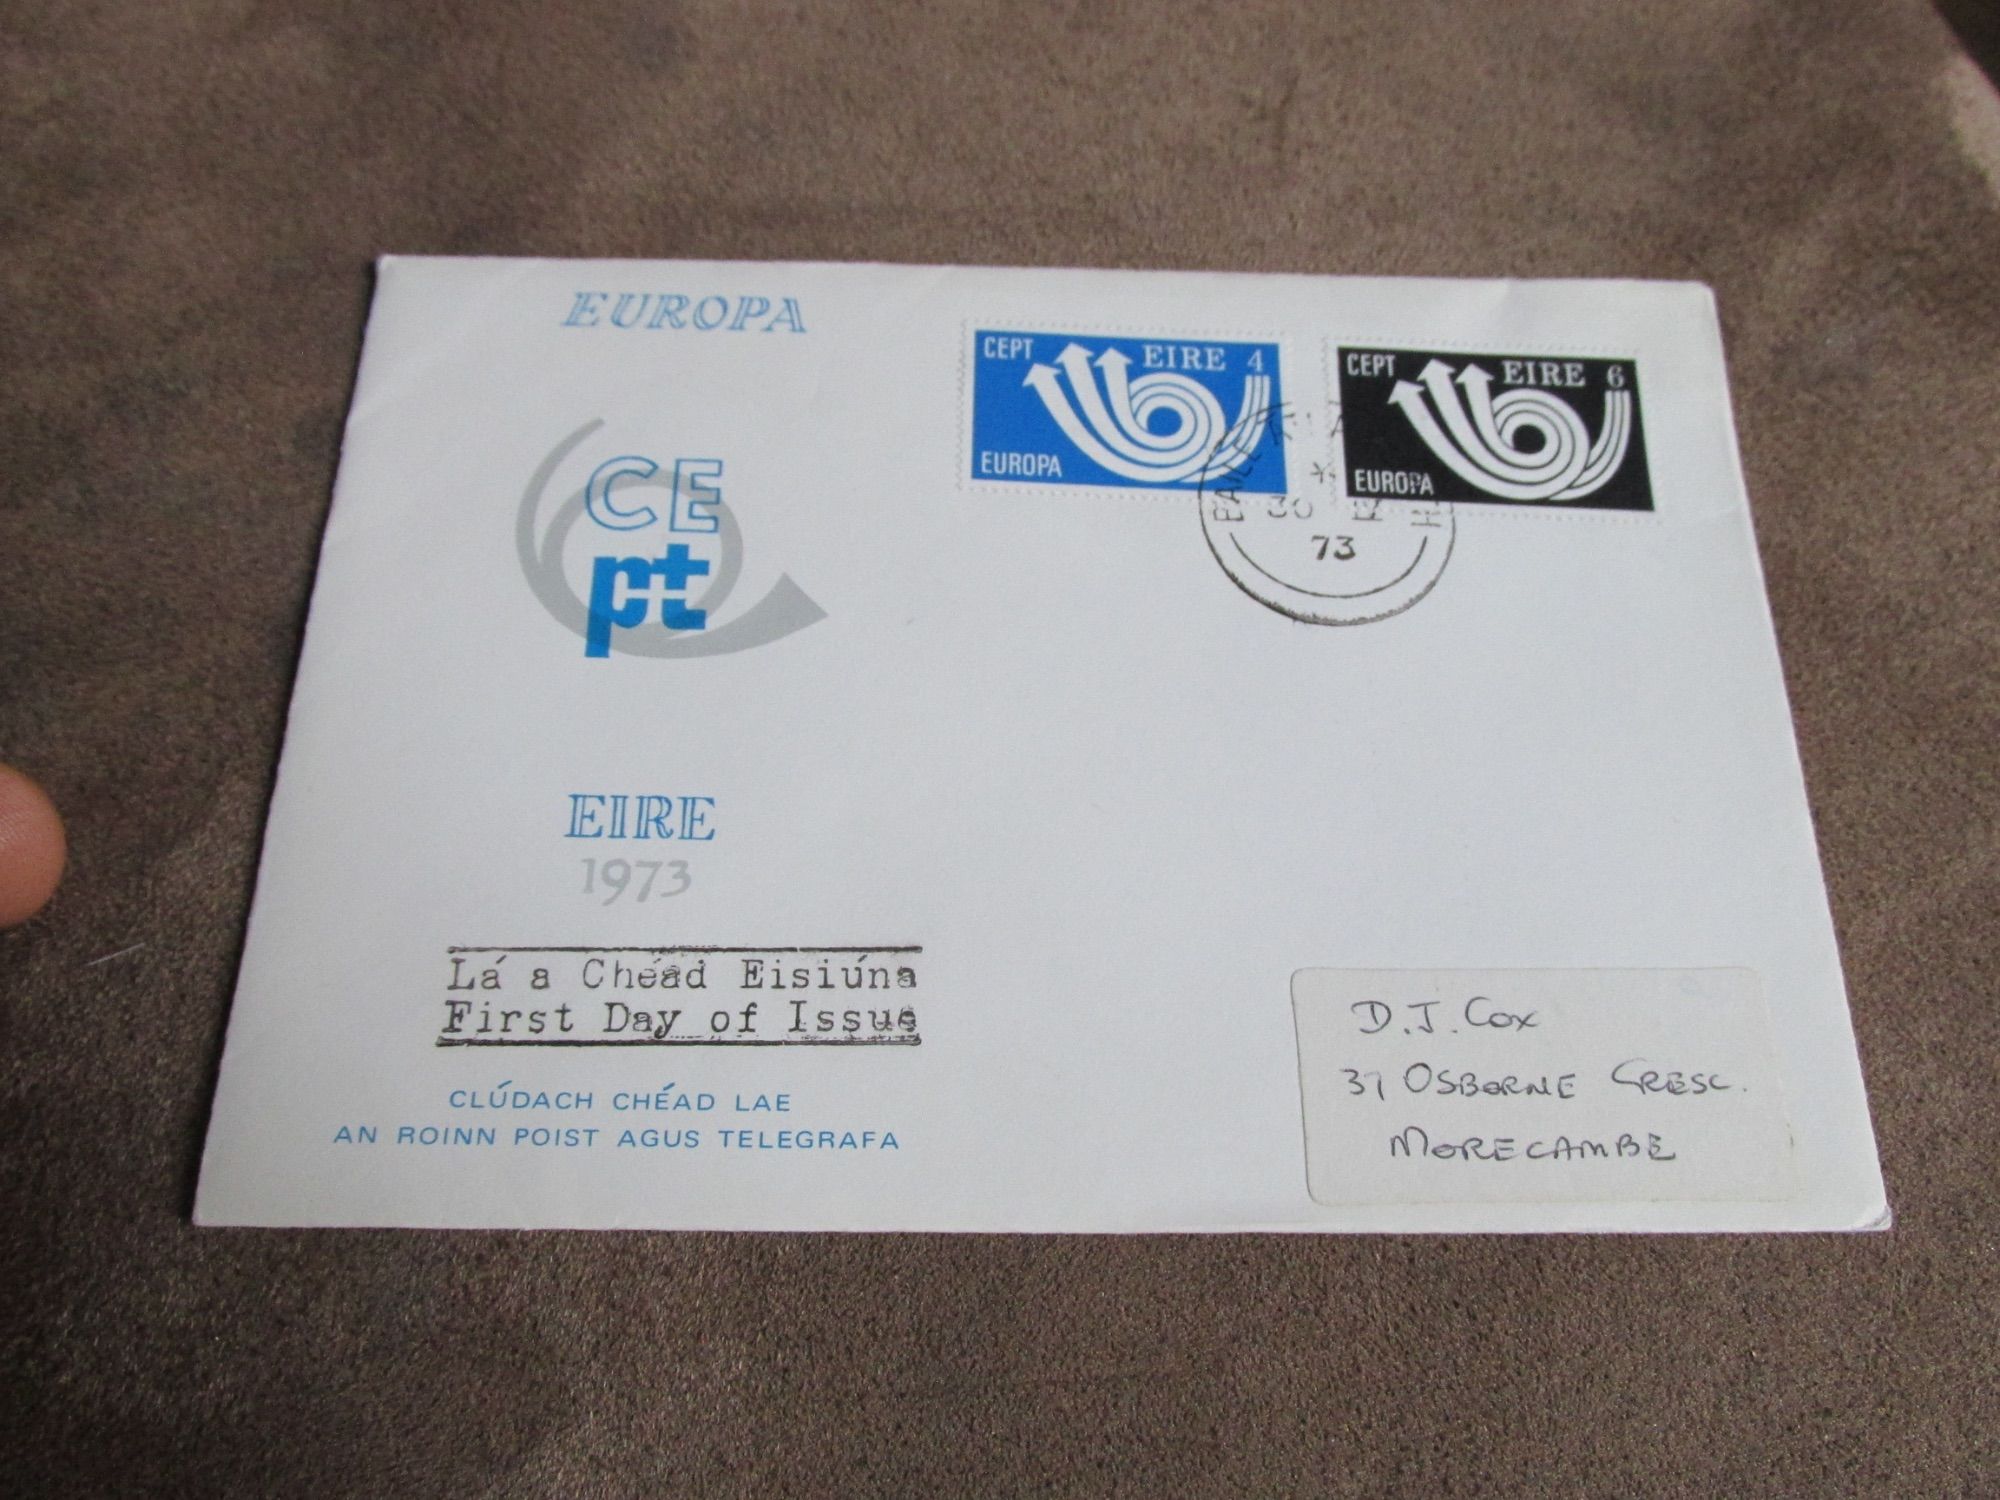 EUROPA
CEPT EIRE 4
EUROPA
CEPT EIRE 6
EUROPA
30
73
CE
pt
EIRE
1973
Lá a Chéad Eisiúna
First Day of Issue
CLÚDACH CHÉAD LAE
AN ROINN POIST AGUS TELEGRAFA
D.J. Cox
37 OSBORNE CRESC.
MORECAMBE